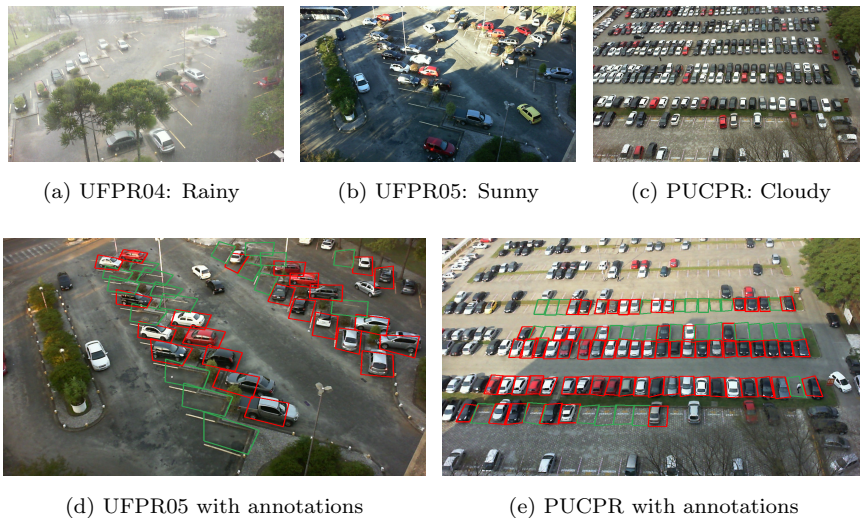 (a) UFPR04: Rainy
(b) UFPR05: Sunny
(c) PUCPR: Cloudy
(d) UFPR05 with annotations
(e) PUCPR with annotations